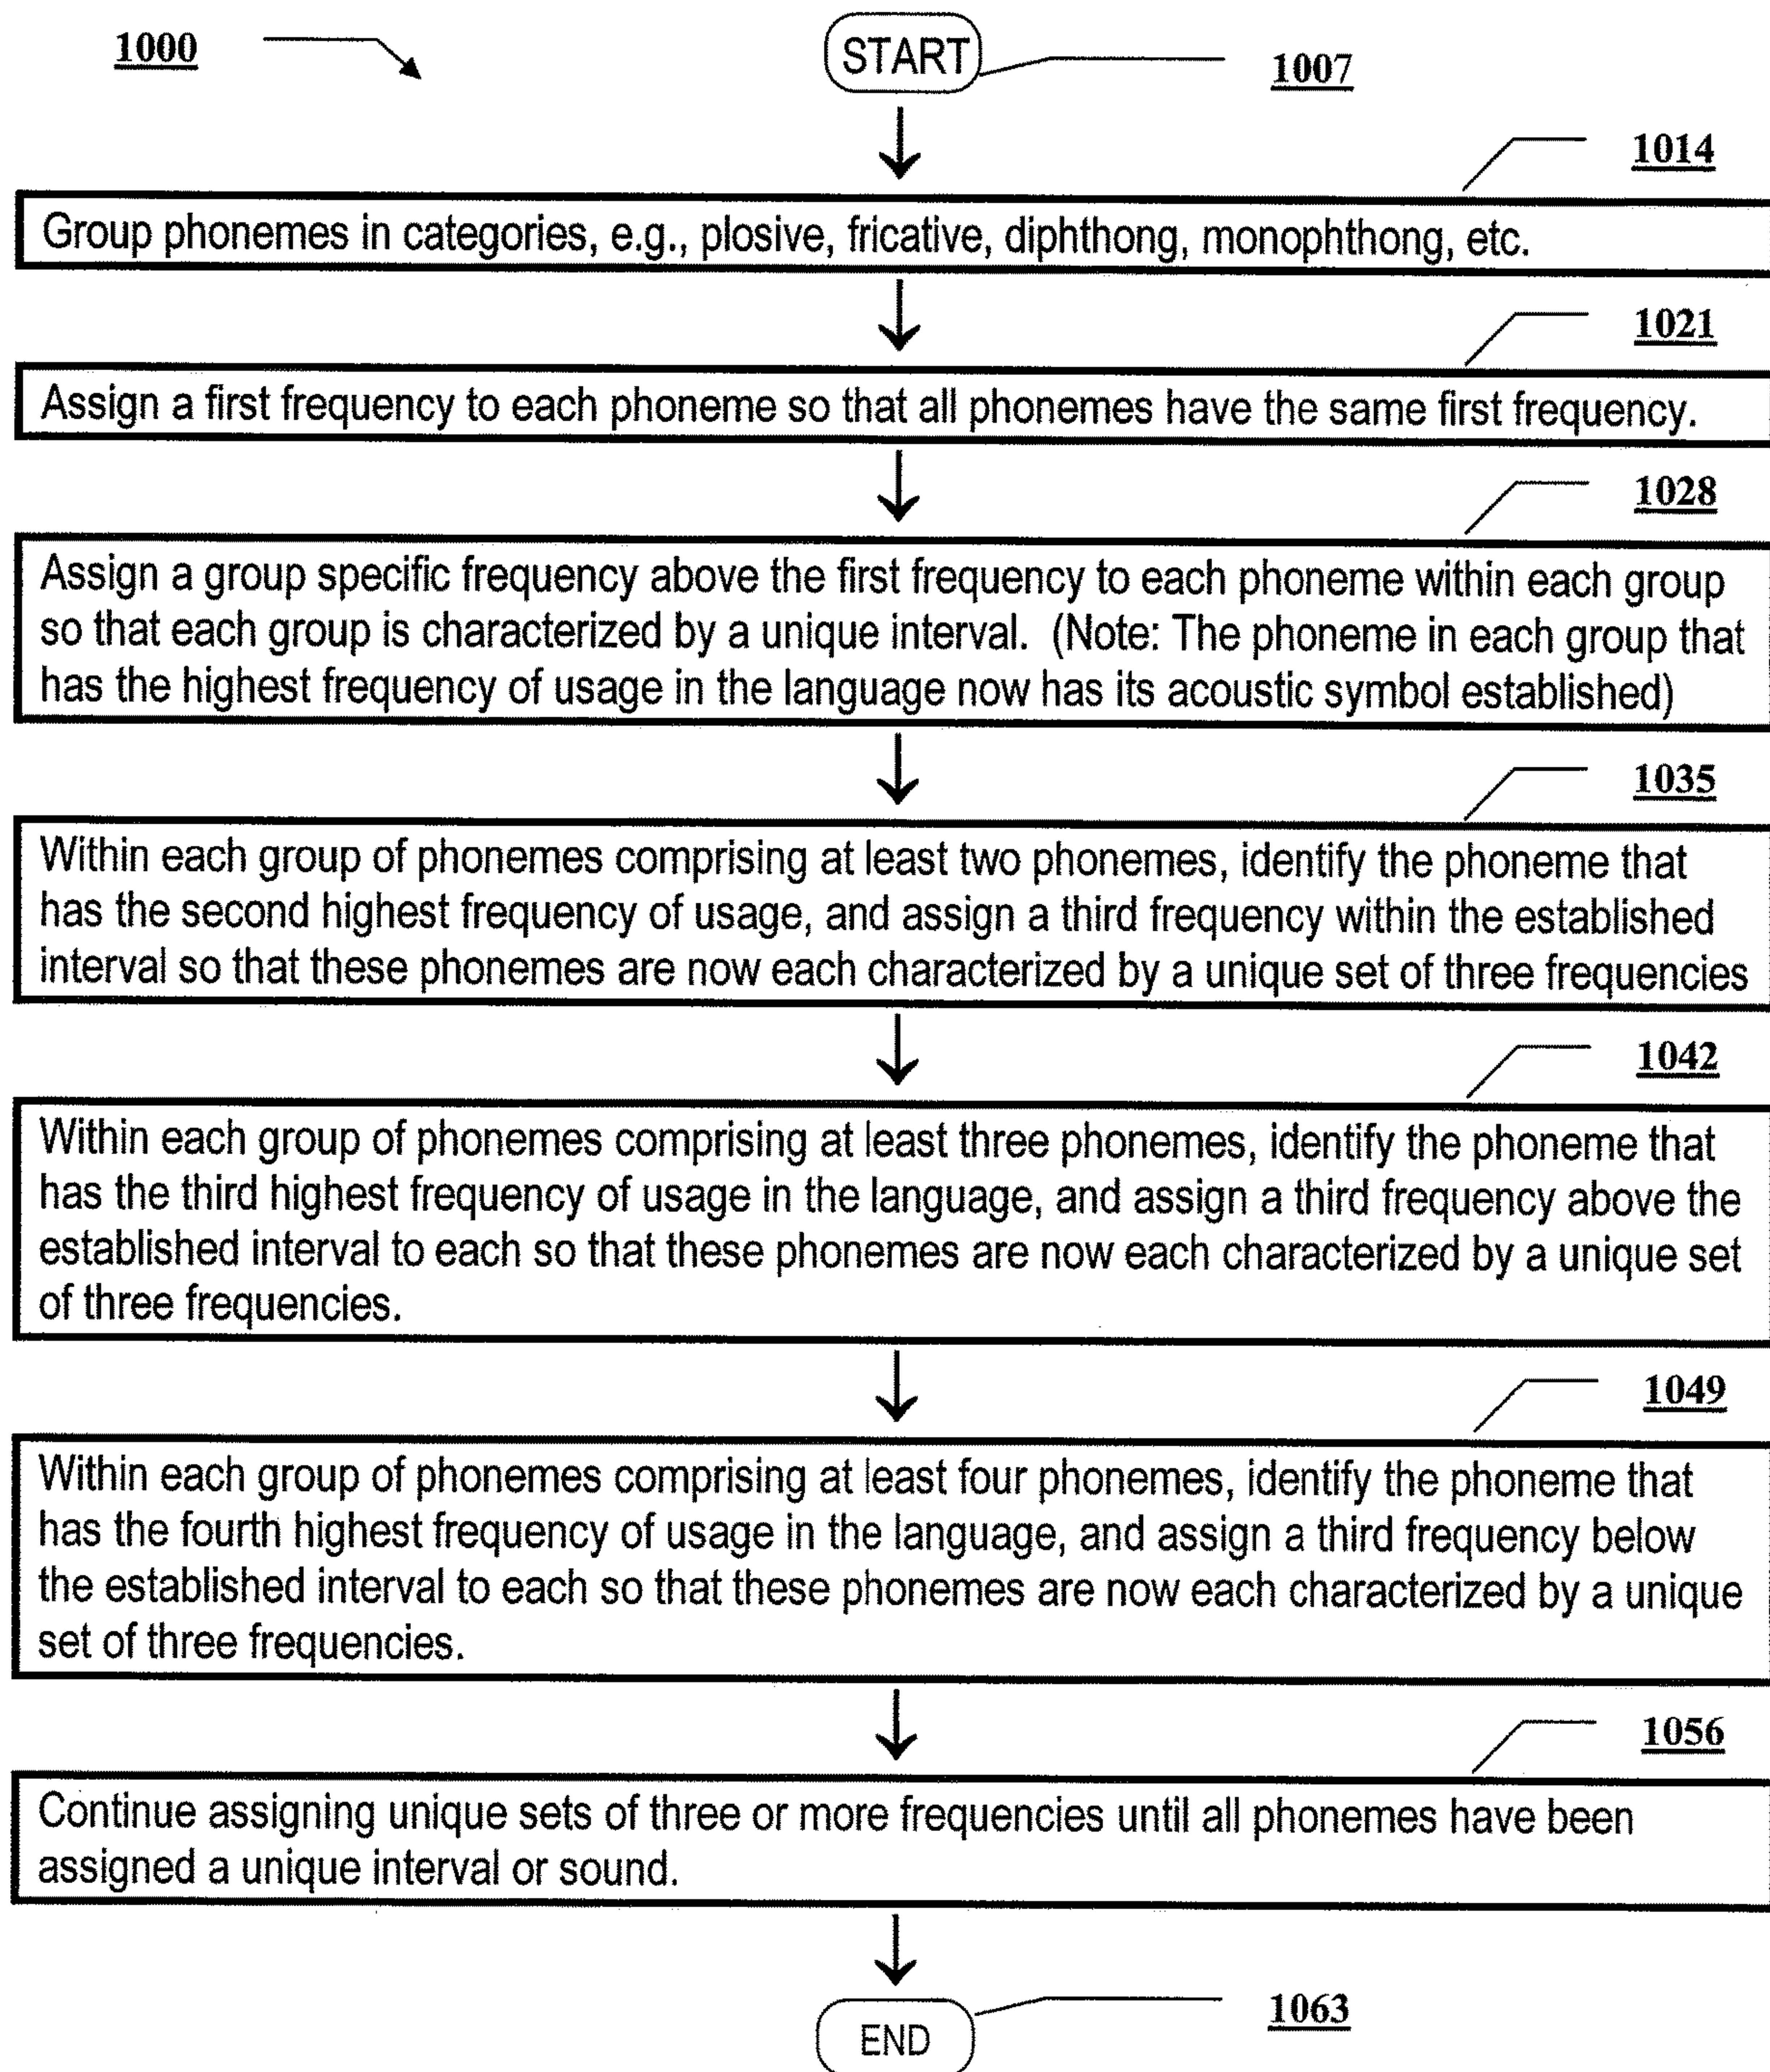 1000
START
1007
1014
Group phonemes in categories, e.g., plosive, fricative, diphthong, monophthong, etc.
1021
Assign a first frequency to each phoneme so that all phonemes have the same first frequency.
1028
Assign a group specific frequency above the first frequency to each phoneme within each group
so that each group is characterized by a unique interval. (Note: The phoneme in each group that
has the highest frequency of usage in the language now has its acoustic symbol established)
1035
Within each group of phonemes comprising at least two phonemes, identify the phoneme that
has the second highest frequency of usage, and assign a third frequency within the established
interval so that these phonemes are now each characterized by a unique set of three frequencies
1042
Within each group of phonemes comprising at least three phonemes, identify the phoneme that
has the third highest frequency of usage in the language, and assign a third frequency above the
established interval to each so that these phonemes are now each characterized by a unique set
of three frequencies.
1049
Within each group of phonemes comprising at least four phonemes, identify the phoneme that
has the fourth highest frequency of usage in the language, and assign a third frequency below
the established interval to each so that these phonemes are now each characterized by a unique
set of three frequencies.
1056
Continue assigning unique sets of three or more frequencies until all phonemes have been
assigned a unique interval or sound.
END
1063